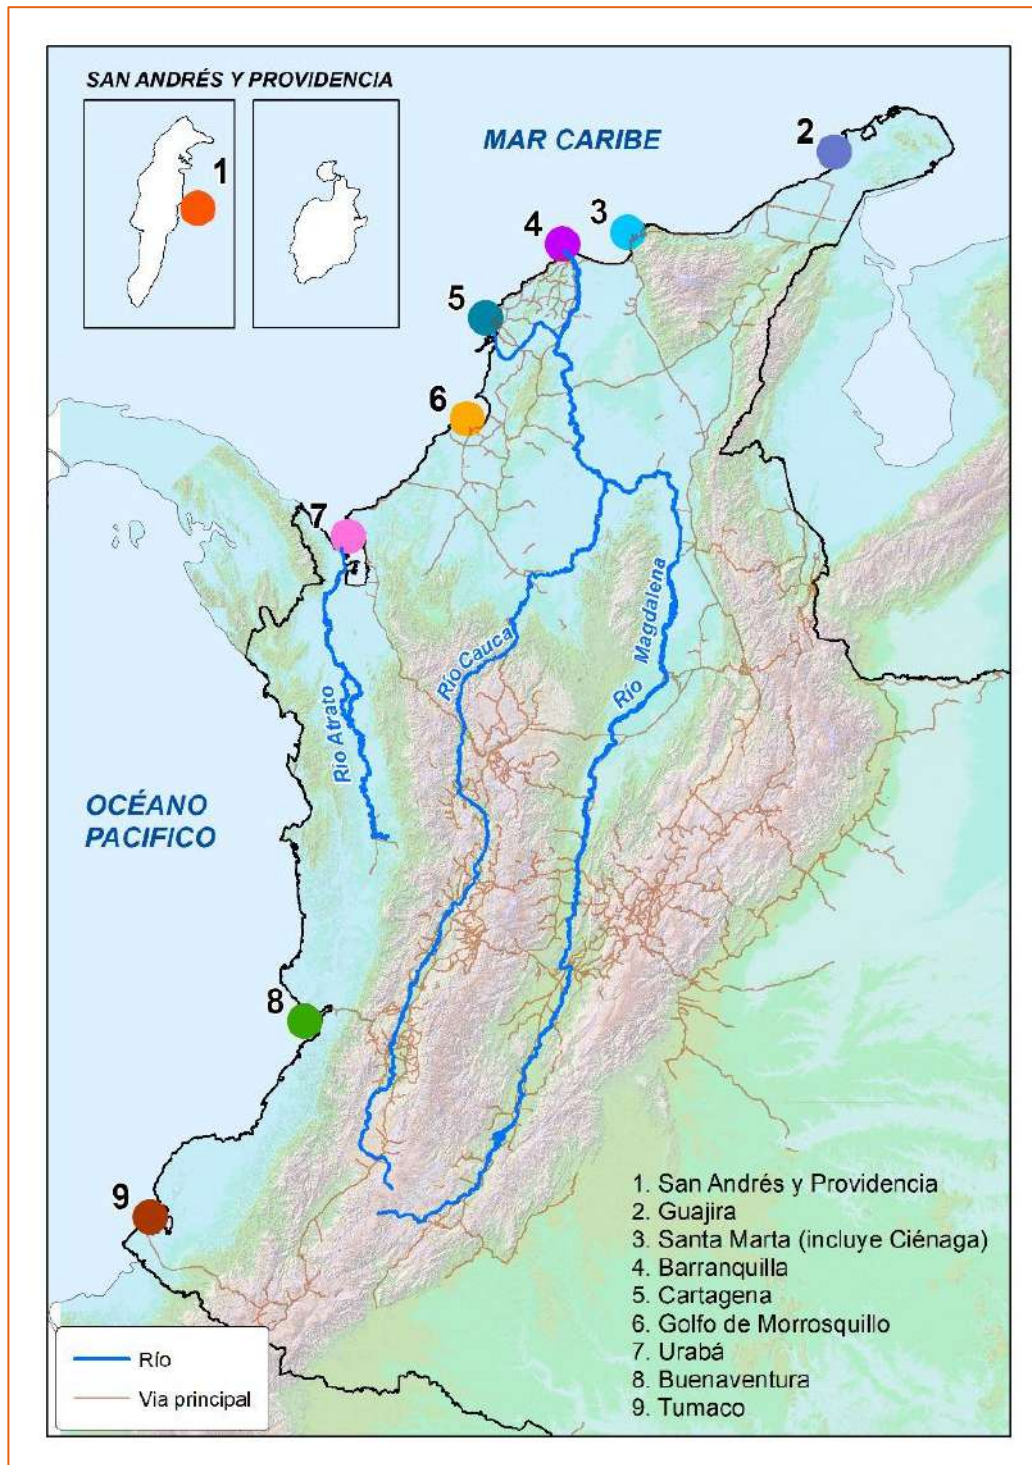 SAN ANDRÉS Y PROVIDENCIA
MAR CARIBE
1
2
3
4
5
6
7
Río Atrato
Río Cauca
Río Magdalena
OCÉANO
PACIFICO
8
9
1. San Andrés y Providencia
2. Guajira
3. Santa Marta (incluye Ciénaga)
4. Barranquilla
5. Cartagena
6. Golfo de Morrosquillo
7. Urabá
8. Buenaventura
9. Tumaco
Río
Via principal